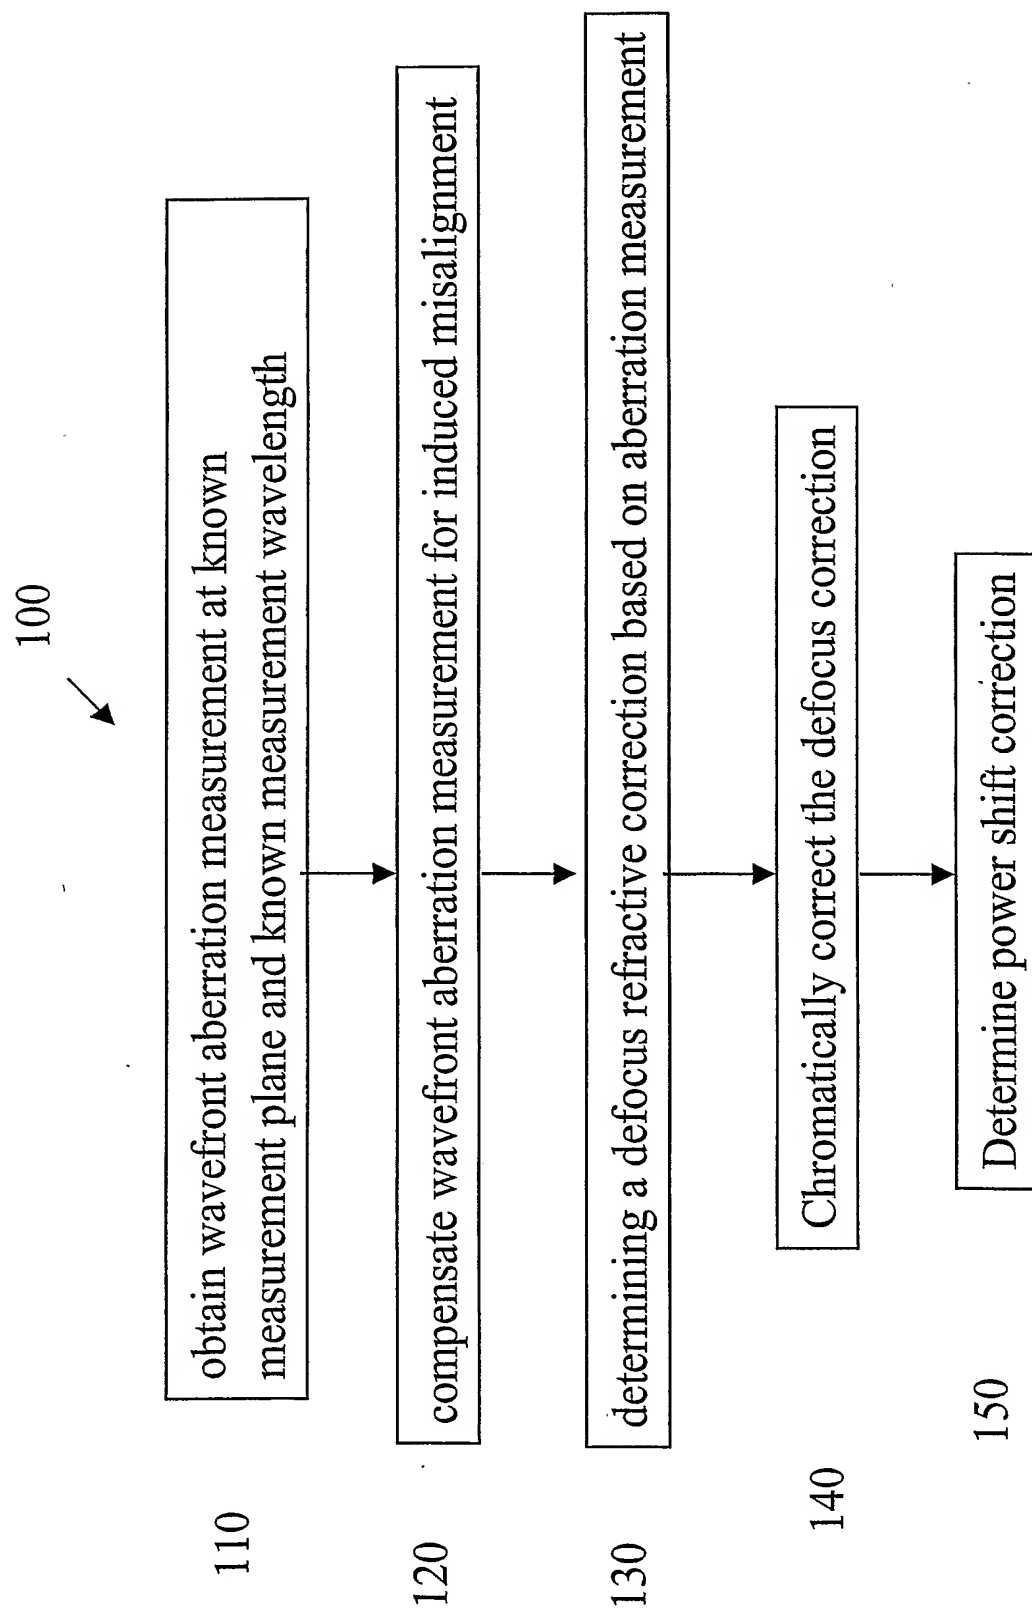 100
110
obtain wavefront aberration measurement at known
measurement plane and known measurement wavelength
120
compensate wavefront aberration measurement for induced misalignment
130
determining a defocus refractive correction based on aberration measurement
140
Chromatically correct the defocus correction
150
Determine power shift correction